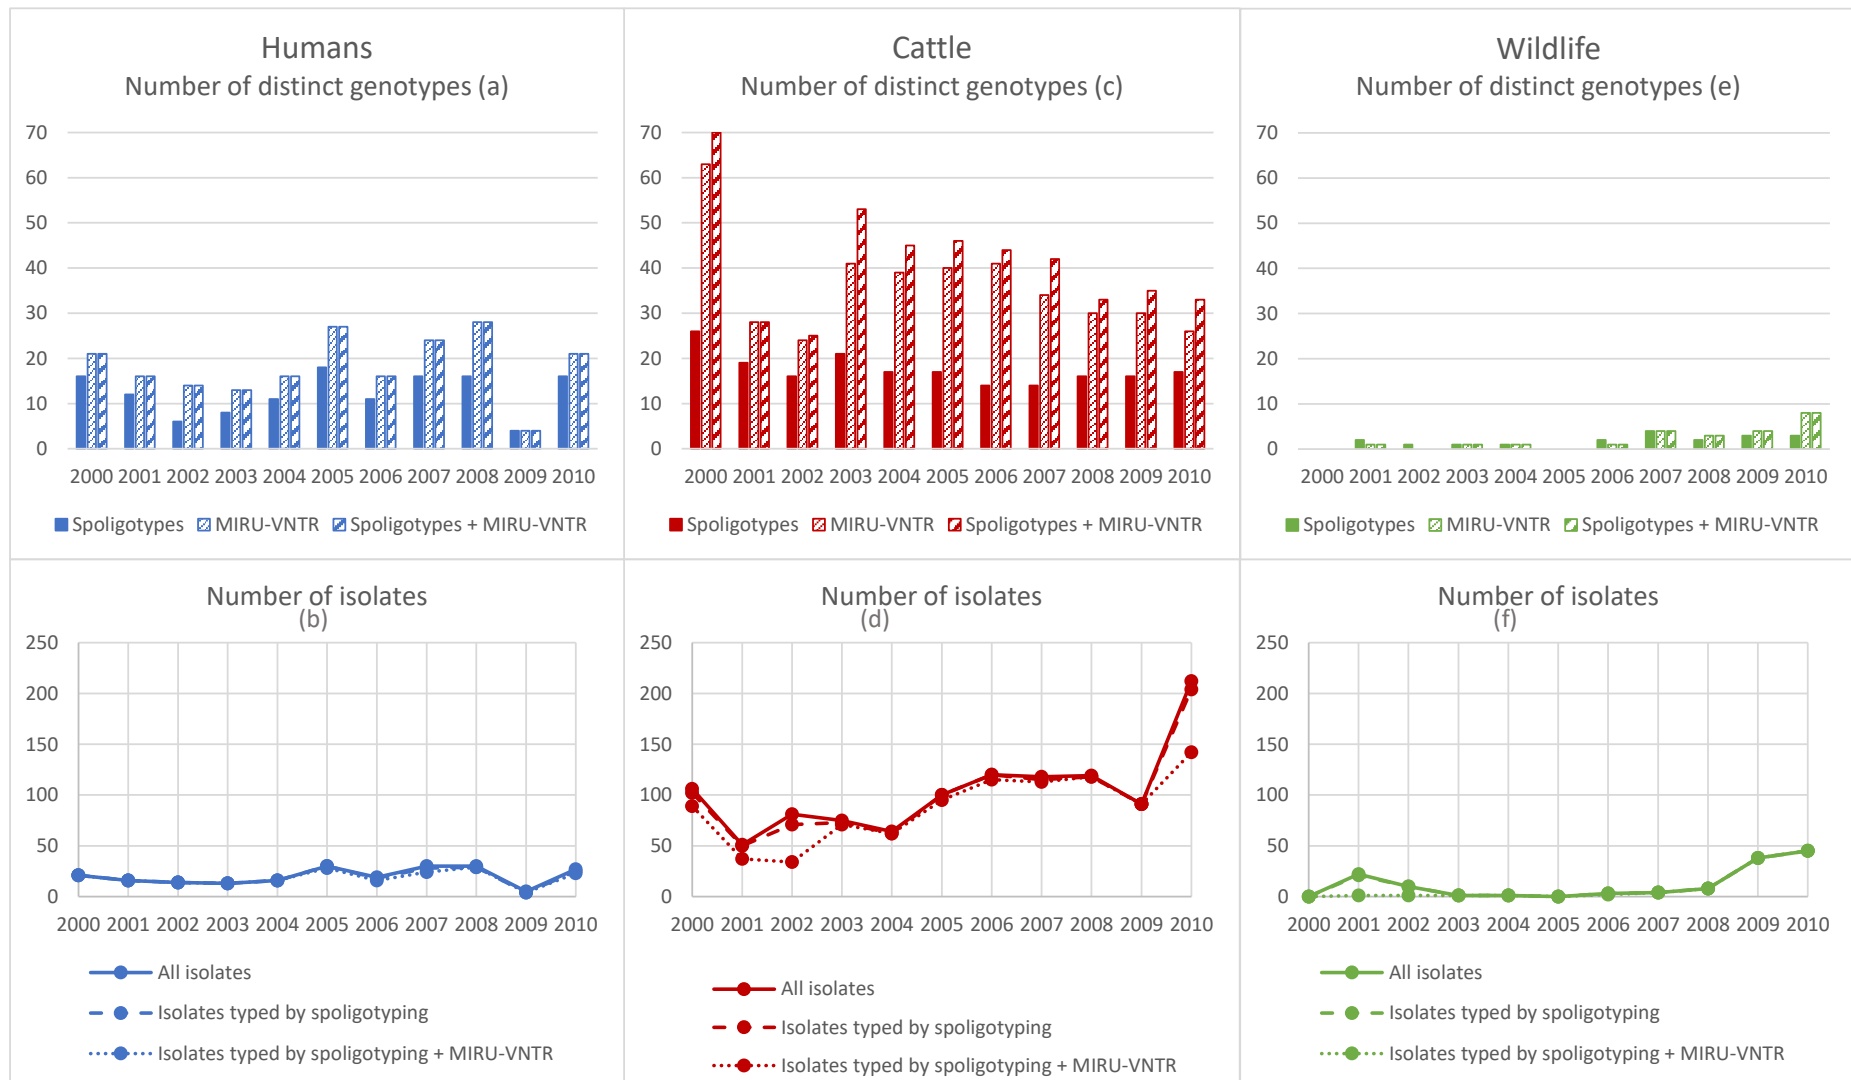 Humans
Number of distinct genotypes (a)
70
60
50
40
30
20
10
0
2000 2001 2002 2003 2004 2005 2006 2007 2008 2009 2010
Spoligotypes MIRU-VNTR Spoligotypes + MIRU-VNTR
Cattle
Number of distinct genotypes (c)
70
60
50
40
30
20
10
0
2000 2001 2002 2003 2004 2005 2006 2007 2008 2009 2010
Spoligotypes MIRU-VNTR Spoligotypes + MIRU-VNTR
Wildlife
Number of distinct genotypes (e)
70
60
50
40
30
20
10
0
2000 2001 2002 2003 2004 2005 2006 2007 2008 2009 2010
Spoligotypes MIRU-VNTR Spoligotypes + MIRU-VNTR
Number of isolates
(b)
250
200
150
100
50
0
2000 2001 2002 2003 2004 2005 2006 2007 2008 2009 2010
All isolates
Isolates typed by spoligotyping
Isolates typed by spoligotyping + MIRU-VNTR
Number of isolates
(d)
250
200
150
100
50
0
2000 2001 2002 2003 2004 2005 2006 2007 2008 2009 2010
All isolates
Isolates typed by spoligotyping
Isolates typed by spoligotyping + MIRU-VNTR
Number of isolates
(f)
250
200
150
100
50
0
2000 2001 2002 2003 2004 2005 2006 2007 2008 2009 2010
All isolates
Isolates typed by spoligotyping
Isolates typed by spoligotyping + MIRU-VNTR